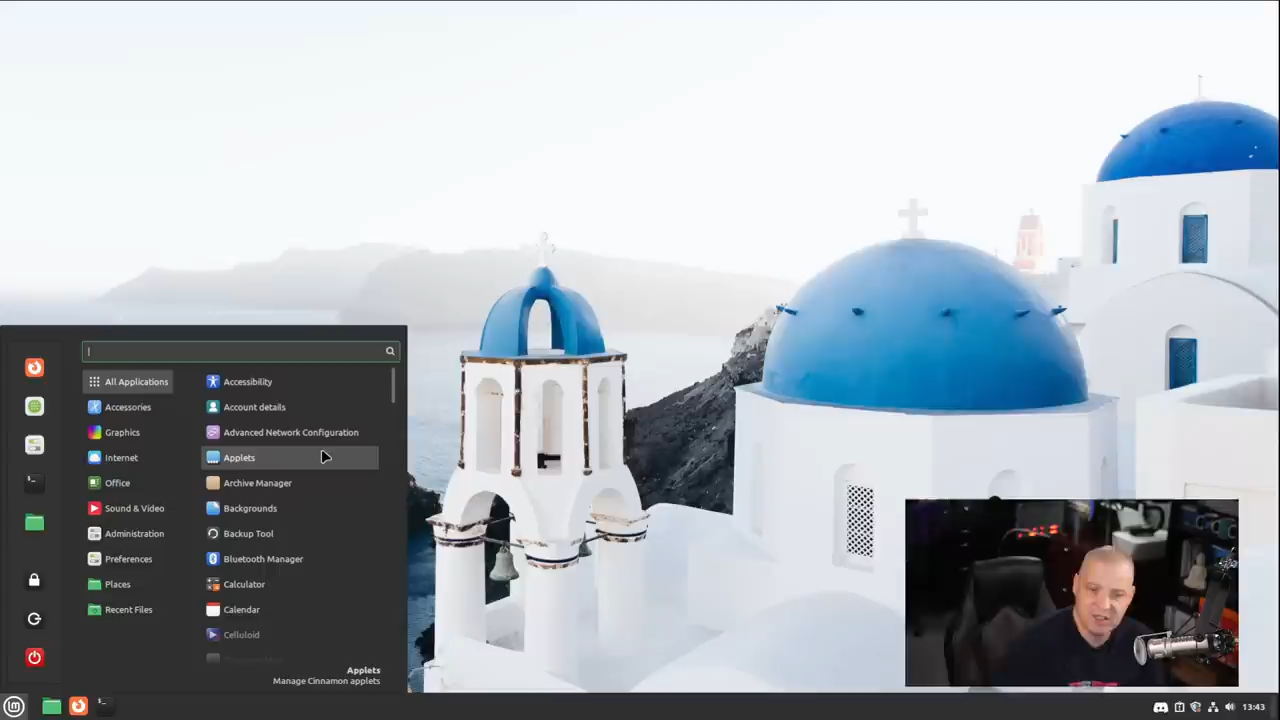 All Applications
Accessories
Graphics
Internet
Office
Sound & Video
Administration
Preferences
Places
Recent Files
Accessibility
Account details
Advanced Network Configuration
Applets
Archive Manager
Backgrounds
Backup Tool
Bluetooth Manager
Calculator
Calendar
Celluloid
Applets
Manage Cinnamon applets
13:43